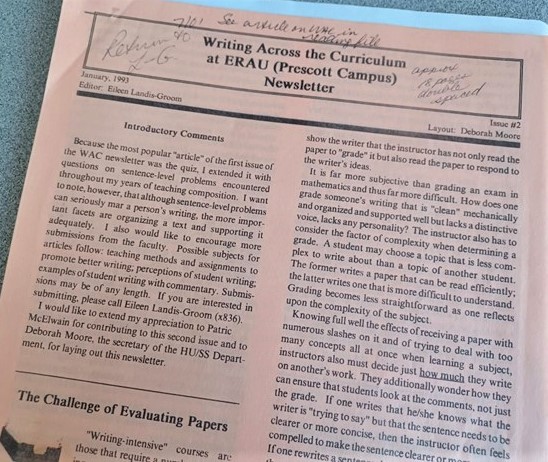 7/10! See article on WAC in
reading file
Return to
L-G
Writing Across the Curriculum
at ERAU (Prescott Campus)
Newsletter
approx
double
spaced
January, 1993
Editor: Eileen Landis-Groom
Issue #2
Layout: Deborah Moore
Introductory Comments
Because the most popular "article" of the first issue of
the WAC newsletter was the quiz, I extended it with
questions on sentence-level problems encountered
throughout my years of teaching composition. I want
to note, however, that although sentence-level problems
can seriously mar a person's writing, the more impor-
tant facets are organizing a text and supporting it
adequately. I also would like to encourage more
submissions from the faculty. Possible subjects for
articles follow: teaching methods and assignments to
promote better writing; perceptions of student writing;
examples of student writing with commentary. Submis-
sions may be of any length. If you are interested in
submitting, please call Eileen Landis-Groom (x836).
I would like to extend my appreciation to Patric
McElwain for contributing to this second issue and to
Deborah Moore, the secretary of the HU/SS Depart-
ment, for laying out this newsletter.
The Challenge of Evaluating Papers
"Writing-intensive" courses are
those that require a
show the writer that the instructor has not only read the
paper to "grade" it but also read the paper to respond to
the writer's ideas.
It is far more subjective than grading an exam in
mathematics and thus far more difficult. How does one
grade someone's writing that is "clean" mechanically
and organized and supported well but lacks a distinctive
voice, lacks any personality? The instructor also has to
consider the factor of complexity when determining a
grade. A student may choose a topic that is less com-
plex to write about than a topic of another student.
The former writes a paper that can be read efficiently;
the latter writes one that is more difficult to understand.
Grading becomes less straightforward as one reflects
upon the complexity of the subject.
Knowing full well the effects of receiving a paper with
numerous slashes on it and of trying to deal with too
many concepts all at once when learning a subject,
instructors also must decide just how much they write
on another's work. They additionally wonder how they
can ensure that students look at the comments, not just
the grade. If one writes that he/she knows what the
writer is "trying to say" but that the sentence needs to be
clearer or more concise, then the instructor often feels
compelled to make the sentence clearer or
If one rewrites a